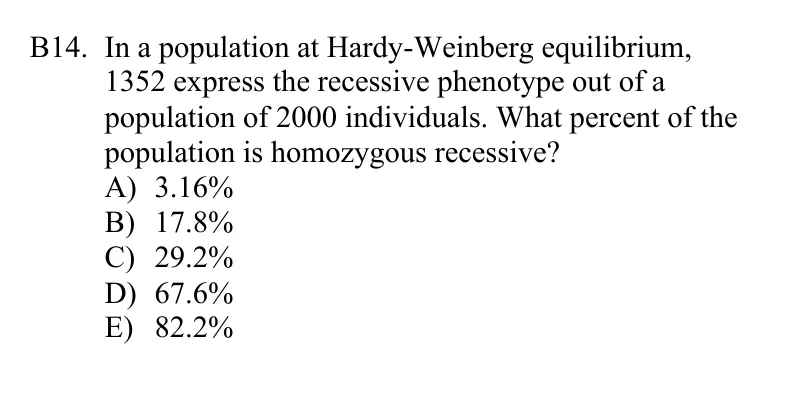 B14. In a population at Hardy-Weinberg equilibrium,
1352 express the recessive phenotype out of a
population of 2000 individuals. What percent of the
population is homozygous recessive?
A) 3.16%
B) 17.8%
C) 29.2%
D) 67.6%
E) 82.2%